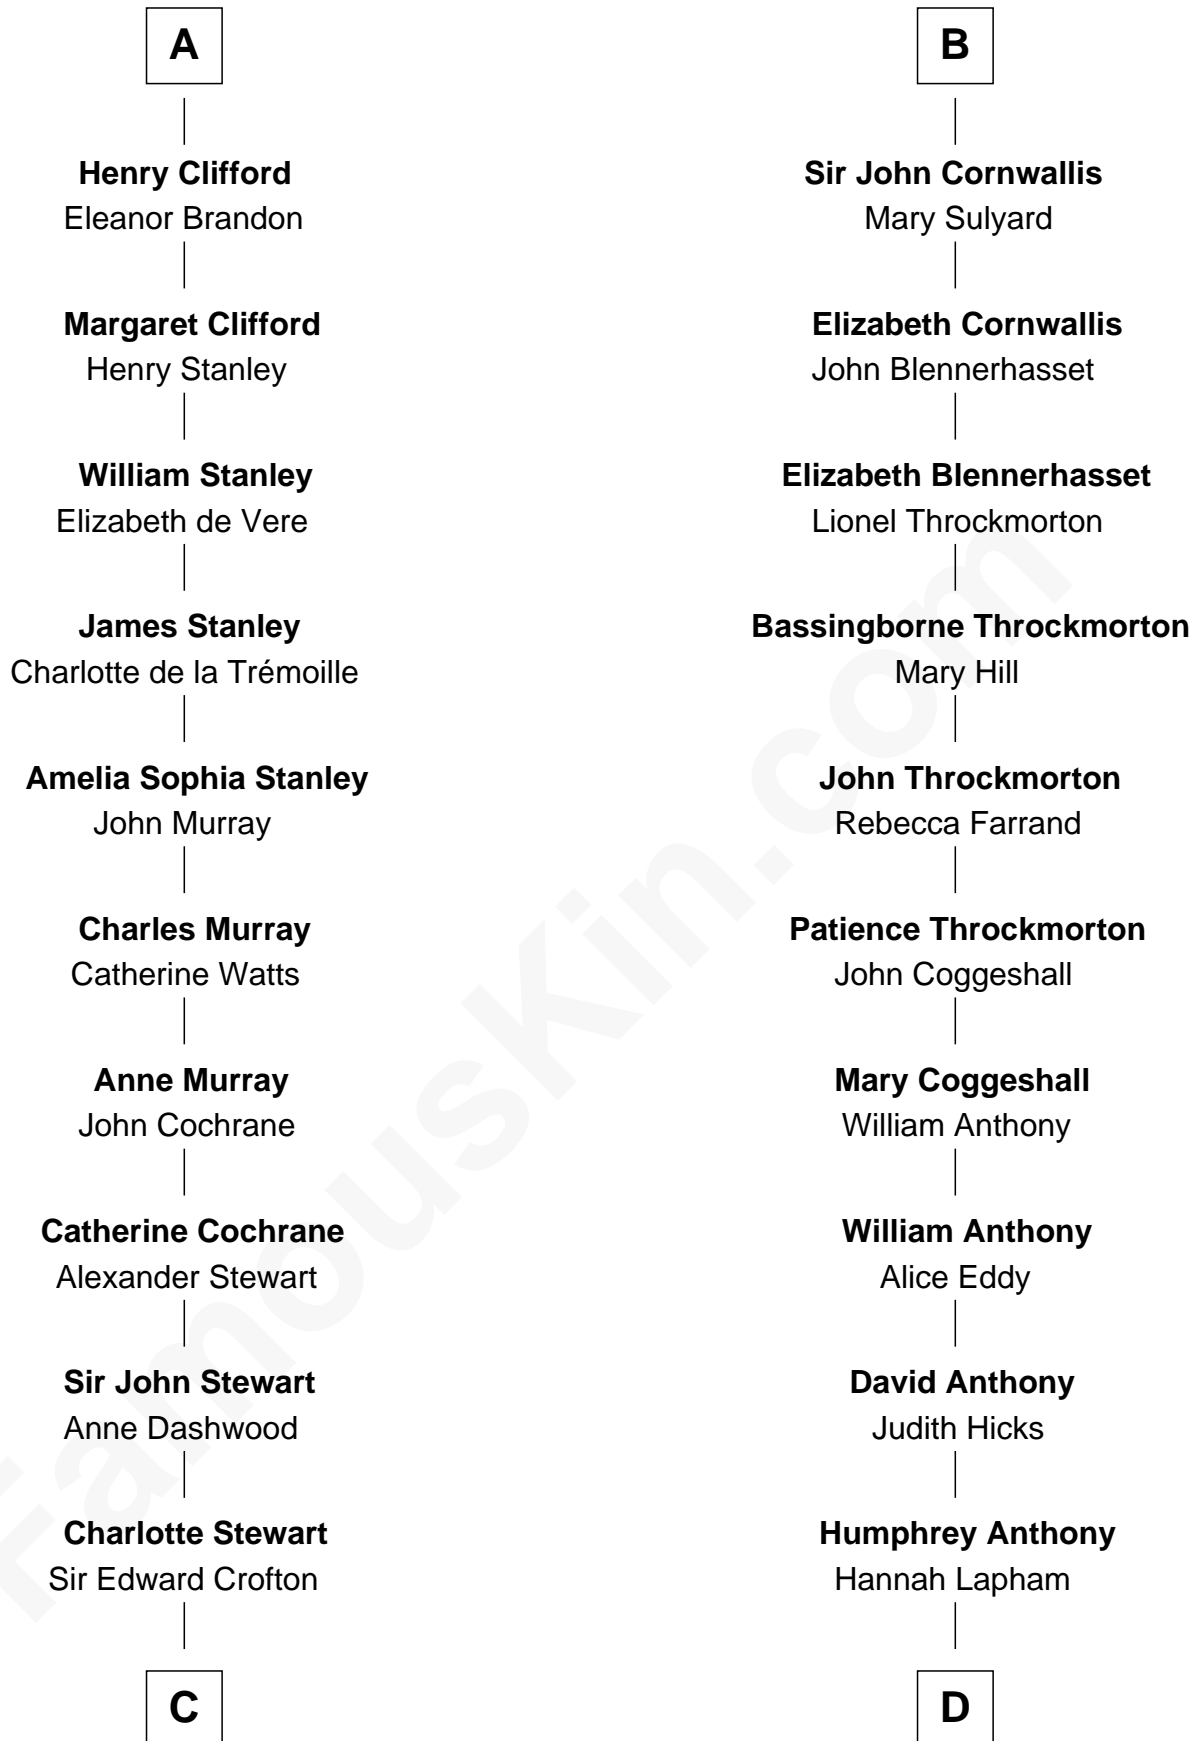 A
Henry Clifford
Eleanor Brandon
Margaret Clifford
Henry Stanley
William Stanley
Elizabeth de Vere
James Stanley
Charlotte de la Trémoille
Amelia Sophia Stanley
John Murray
Charles Murray
Catherine Watts
Anne Murray
John Cochrane
Catherine Cochrane
Alexander Stewart
Sir John Stewart
Anne Dashwood
Charlotte Stewart
Sir Edward Crofton
C
B
Sir John Cornwallis
Mary Sulyard
Elizabeth Cornwallis
John Blennerhasset
Elizabeth Blennerhasset
Lionel Throckmorton
Bassingborne Throckmorton
Mary Hill
John Throckmorton
Rebecca Farrand
Patience Throckmorton
John Coggeshall
Mary Coggeshall
William Anthony
William Anthony
Alice Eddy
David Anthony
Judith Hicks
Humphrey Anthony
Hannah Lapham
D
FamousKin.com